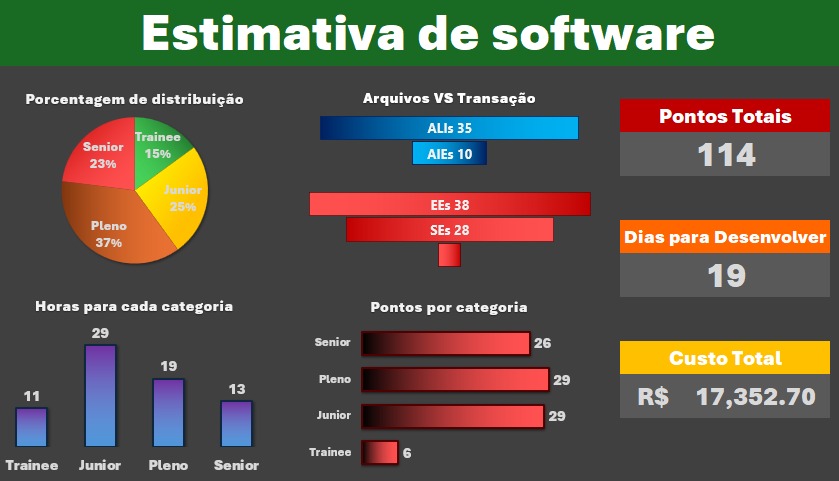 Estimativa de software
Porcentagem de distribuição
Trainee
15%
Junior
25%
Pleno
37%
Senior
23%
Arquivos VS Transação
ALIs 35
AIEs 10
EEs 38
SEs 28
Pontos Totais
114
Dias para Desenvolver
19
Custo Total
R$ 17,352.70
Horas para cada categoria
11
29
19
13
Trainee Junior Pleno Senior
Pontos por categoria
Senior 26
Pleno 29
Junior 29
Trainee 6